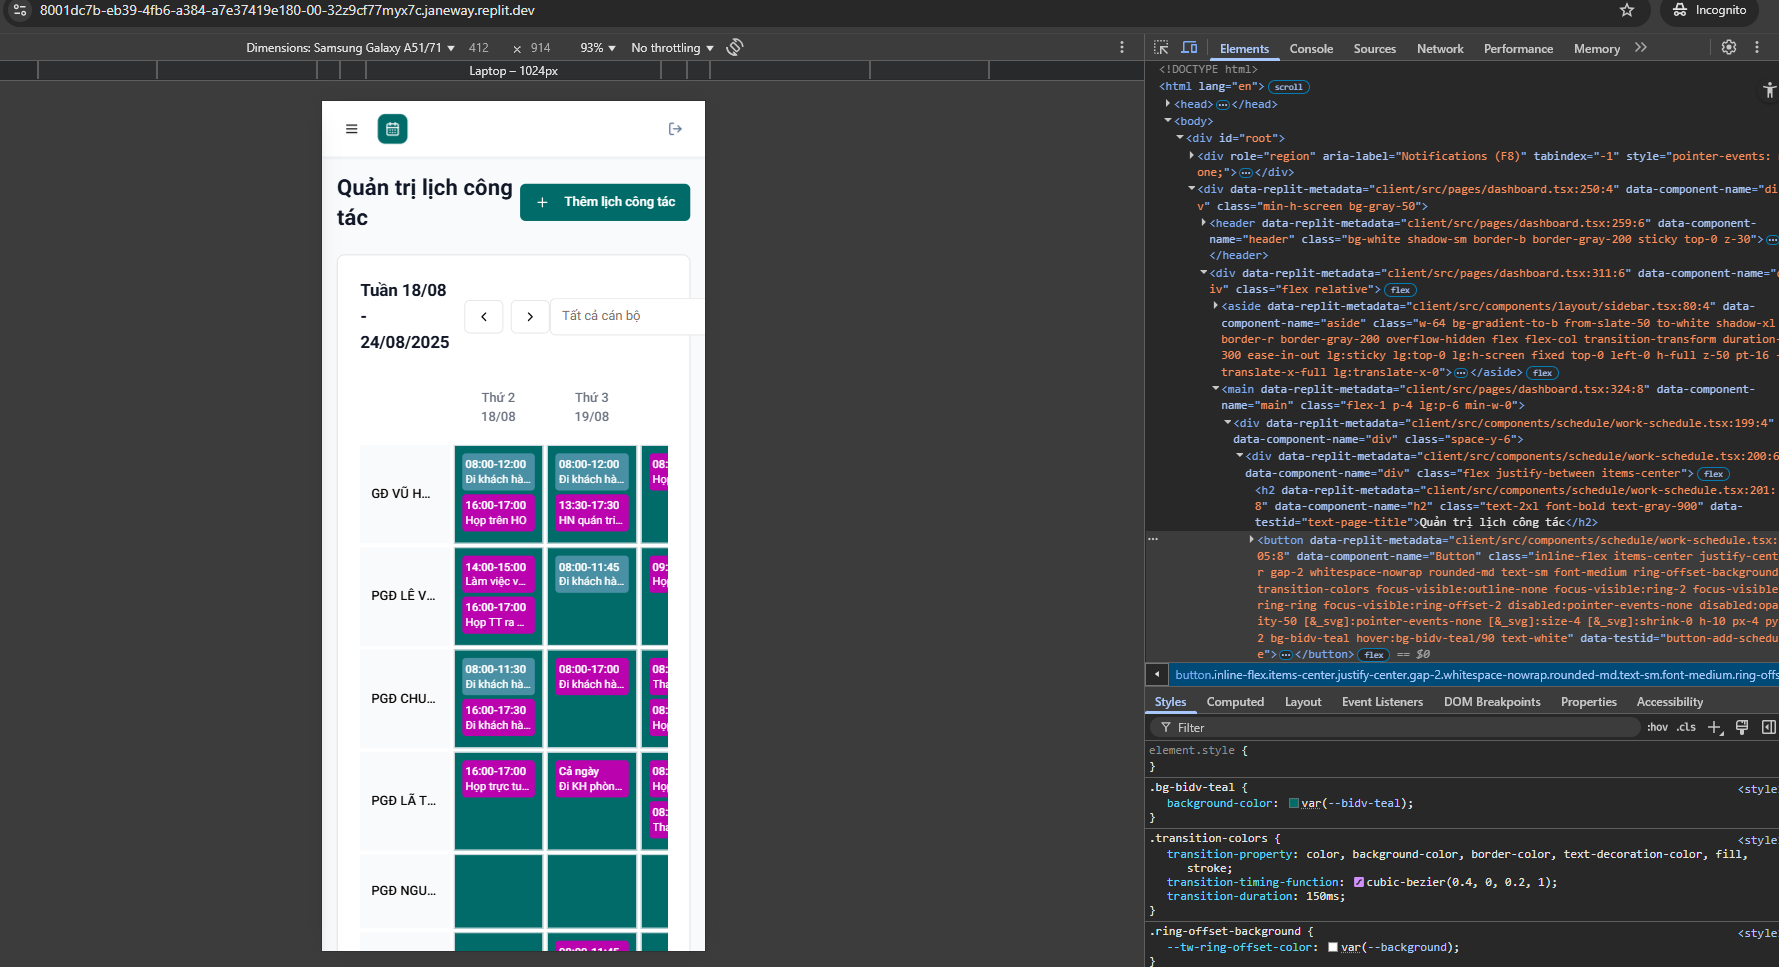 8001dc7b-eb39-4fb6-a384-a7e37419e180-00-32z9cf77myx7c.janeway.replit.dev
Incognito
Dimensions: Samsung Galaxy A51/71 412 × 914 93% No throttling
Laptop – 1024px
Quản trị lịch công
tác
+ Thêm lịch công tác
Tuần 18/08
-
24/08/2025
Tất cả cán bộ
Thứ 2 Thứ 3
18/08 19/08
GĐ VŨ H...
08:00-12:00
Đi khách hà...
16:00-17:00
Họp trên HO
08:00-12:00
Đi khách hà...
13:30-17:30
HN quán tri...
08:
Họp
PGĐ LÊ V...
14:00-15:00
Làm việc v...
16:00-17:00
Họp TT ra ...
08:00-11:45
Đi khách hà...
09:
Họp
PGĐ CHU...
08:00-11:30
Đi khách hà...
16:00-17:30
Đi khách hà...
08:00-17:00
Đi khách hà...
08:
Tha
08:
Họp
PGĐ LÃ T...
16:00-17:00
Họp trực tu...
Cả ngày
Đi KH phòn...
08:
Họp
08:
Tha
PGĐ NGU...
08:00-11:45
Elements Console Sources Network Performance Memory
<!DOCTYPE html>
<html lang="en"> scroll
<head> </head>
<body>
<div id="root">
<div role="region" aria-label="Notifications (F8)" tabindex="-1" style="pointer-events:
one;"> </div>
<div data-replit-metadata="client/src/pages/dashboard.tsx:250:4" data-component-name="di
v" class="min-h-screen bg-gray-50">
<header data-replit-metadata="client/src/pages/dashboard.tsx:259:6" data-component-
name="header" class="bg-white shadow-sm border-b border-gray-200 sticky top-0 z-30">
</header>
<div data-replit-metadata="client/src/pages/dashboard.tsx:311:6" data-component-name="
iv" class="flex relative"> flex
<aside data-replit-metadata="client/src/components/layout/sidebar.tsx:80:4" data-
component-name="aside" class="w-64 bg-gradient-to-b from-slate-50 to-white shadow-xl
border-r border-gray-200 overflow-hidden flex flex-col transition-transform duration-
300 ease-in-out lg:sticky lg:top-0 lg:h-screen fixed top-0 left-0 h-full z-50 pt-16 -
translate-x-full lg:translate-x-0"> </aside> flex
<main data-replit-metadata="client/src/pages/dashboard.tsx:324:8" data-component-
name="main" class="flex-1 p-4 lg:p-6 min-w-0">
<div data-replit-metadata="client/src/components/schedule/work-schedule.tsx:199:4"
data-component-name="div" class="space-y-6">
<div data-replit-metadata="client/src/components/schedule/work-schedule.tsx:200:6
data-component-name="div" class="flex justify-between items-center"> flex
<h2 data-replit-metadata="client/src/components/schedule/work-schedule.tsx:201:
8" data-component-name="h2" class="text-2xl font-bold text-gray-900" data-
testid="text-page-title">Quản trị lịch công tác</h2>
<button data-replit-metadata="client/src/components/schedule/work-schedule.tsx:
05:8" data-component-name="Button" class="inline-flex items-center justify-cent
r gap-2 whitespace-nowrap rounded-md text-sm font-medium ring-offset-background
transition-colors focus-visible:outline-none focus-visible:ring-2 focus-visible
ring-ring focus-visible:ring-offset-2 disabled:pointer-events-none disabled:opa
ity-50 [&_svg]:pointer-events-none [&_svg]:size-4 [&_svg]:shrink-0 h-10 px-4 py
2 bg-bidv-teal hover:bg-bidv-teal/90 text-white" data-testid="button-add-schedu
e"> </button> flex == $0
button.inline-flex.items-center.justify-center.gap-2.whitespace-nowrap.rounded-md.text-sm.font-medium.ring-offs
Styles Computed Layout Event Listeners DOM Breakpoints Properties Accessibility
Filter :hov .cls
element.style {
}
.bg-bidv-teal { <style
background-color: var(--bidv-teal);
}
.transition-colors { <style
transition-property: color, background-color, border-color, text-decoration-color, fill,
stroke;
transition-timing-function: cubic-bezier(0.4, 0, 0.2, 1);
transition-duration: 150ms;
}
.ring-offset-background { <style
--tw-ring-offset-color: var(--background);
}